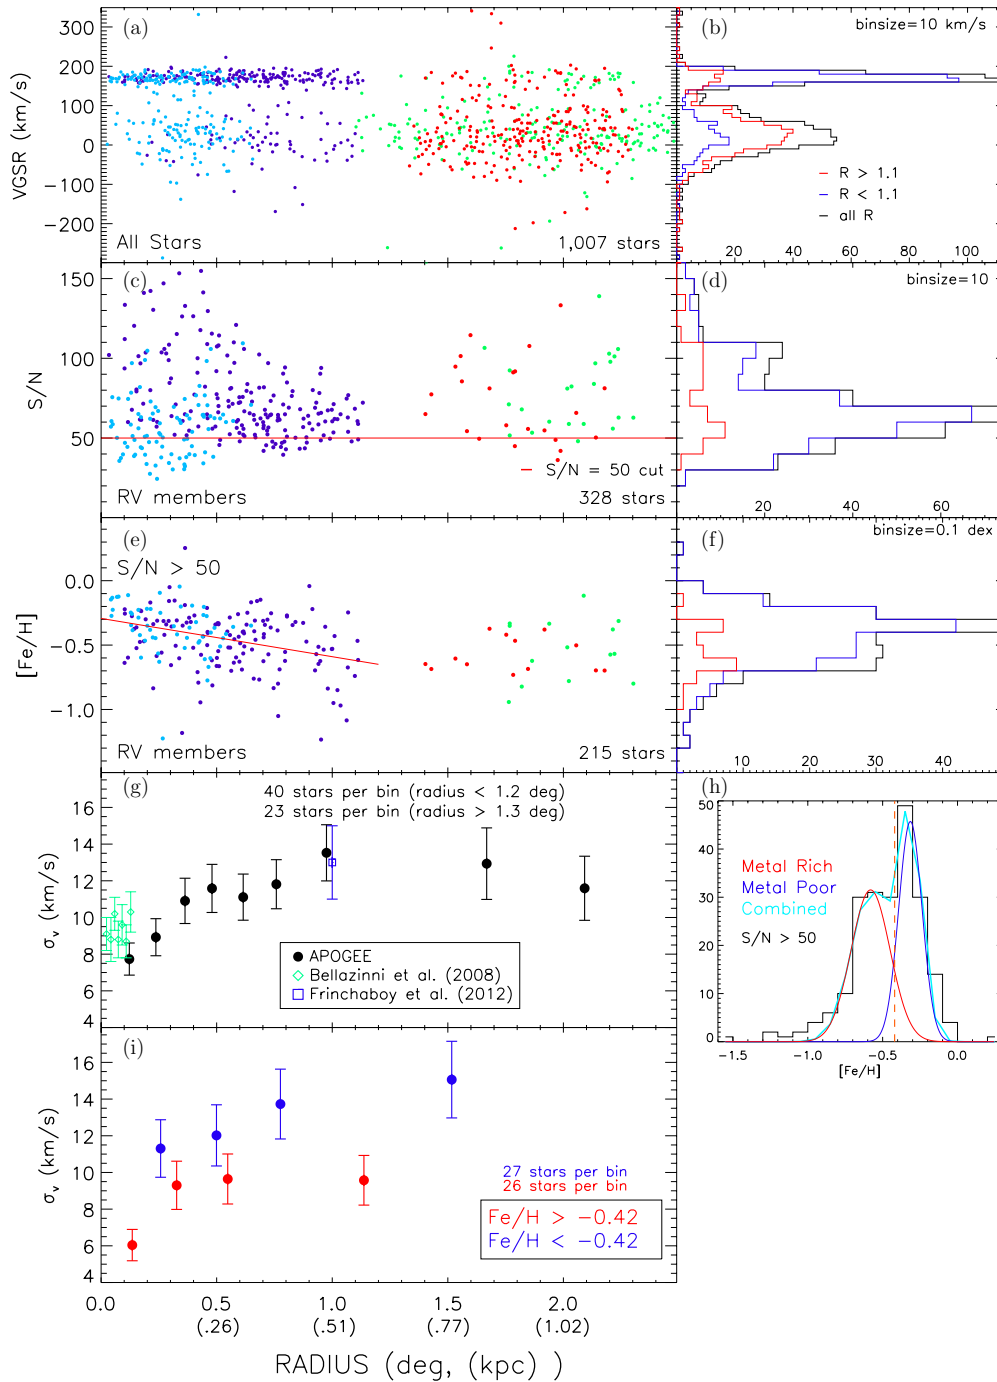 (a)
300
200
100
0
−100
−200
VGSR (km/s)
All Stars
1,007 stars
(b)
binsize=10 km/s
R > 1.1
R < 1.1
all R
20 40 60 80 100
(c)
150
100
50
S/N
S/N = 50 cut
RV members
328 stars
(d)
binsize=10
20 40 60
(e)
S/N > 50
0.0
−0.5
−1.0
[Fe/H]
RV members
215 stars
(f)
binsize=0.1 dex
10 20 30 40
(g)
40 stars per bin (radius < 1.2 deg)
23 stars per bin (radius > 1.3 deg)
16
14
12
10
8
6
4
σv (km/s)
APOGEE
Bellazinni et al. (2008)
Frinchaboy et al. (2012)
(h)
50
40
30
20
10
0
Metal Rich
Metal Poor
Combined
S/N > 50
−1.5 −1.0 −0.5 0.0
[Fe/H]
(i)
16
14
12
10
8
6
4
σv (km/s)
27 stars per bin
26 stars per bin
Fe/H > −0.42
Fe/H < −0.42
0.0 0.5 1.0 1.5 2.0
(.26) (.51) (.77) (1.02)
RADIUS (deg, (kpc) )